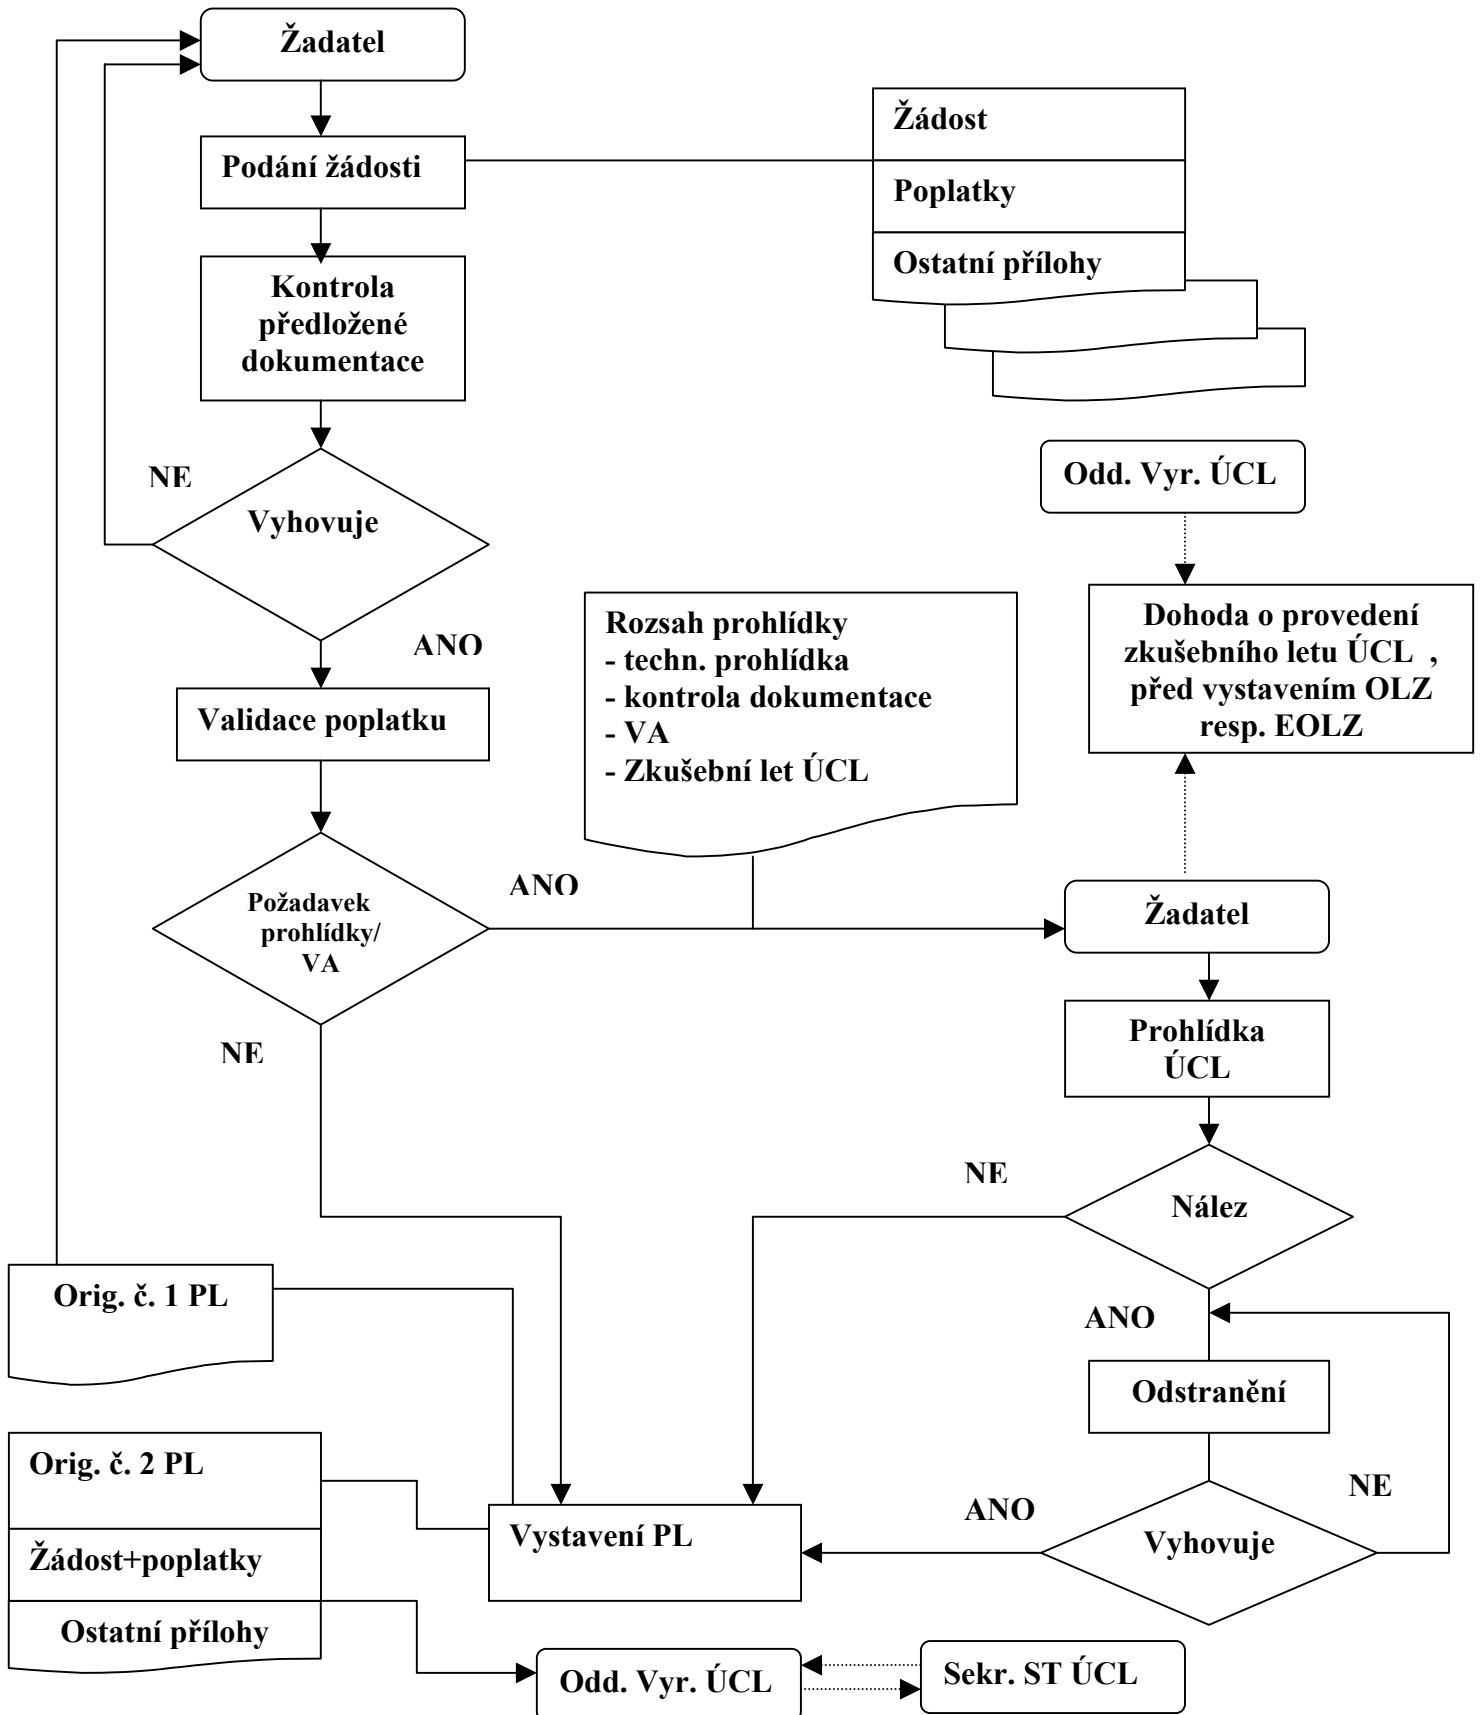 Žadatel
Podání žádosti
Žádost
Poplatky
Ostatní přílohy
Kontrola
předložené
dokumentace
NE
Vyhovuje
ANO
Odd. Vyr. ÚCL
Dohoda o provedení
zkušebního letu ÚCL ,
před vystavením OLZ
resp. EOLZ
Rozsah prohlídky
- techn. prohlídka
- kontrola dokumentace
- VA
- Zkušební let ÚCL
Validace poplatku
Požadavek
prohlídky/
VA
ANO
NE
Žadatel
Prohlídka
ÚCL
NE
Nález
ANO
Odstranění
Orig. č. 1 PL
Orig. č. 2 PL
Žádost+poplatky
Ostatní přílohy
Vystavení PL
ANO
Vyhovuje
NE
Odd. Vyr. ÚCL
Sekr. ST ÚCL